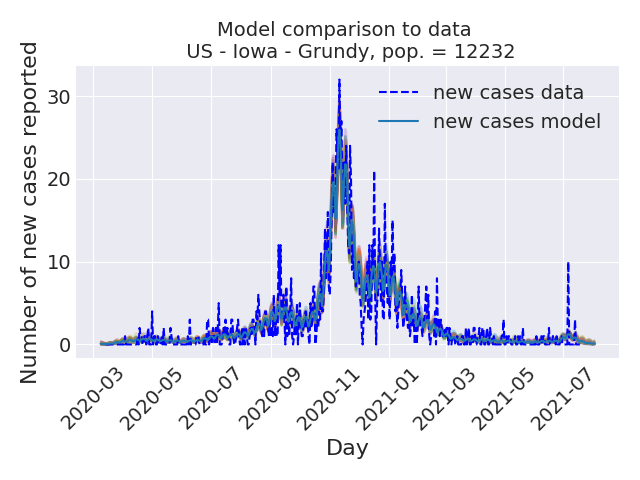 Model comparison to data
US - Iowa - Grundy, pop. = 12232
Number of new cases reported
30
20
10
0
new cases data
new cases model
2020-03
2020-05
2020-07
2020-09
2020-11
2021-01
2021-03
2021-05
2021-07
Day